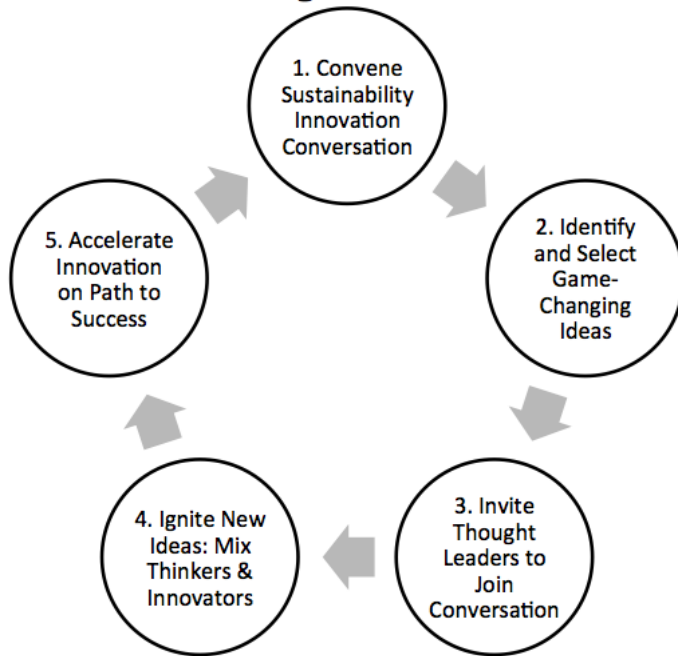 1. Convene
Sustainability
Innovation
Conversation
2. Identify
and Select
Game-
Changing
Ideas
3. Invite
Thought
Leaders to
Join
Conversation
4. Ignite New
Ideas: Mix
Thinkers &
Innovators
5. Accelerate
Innovation
on Path to
Success